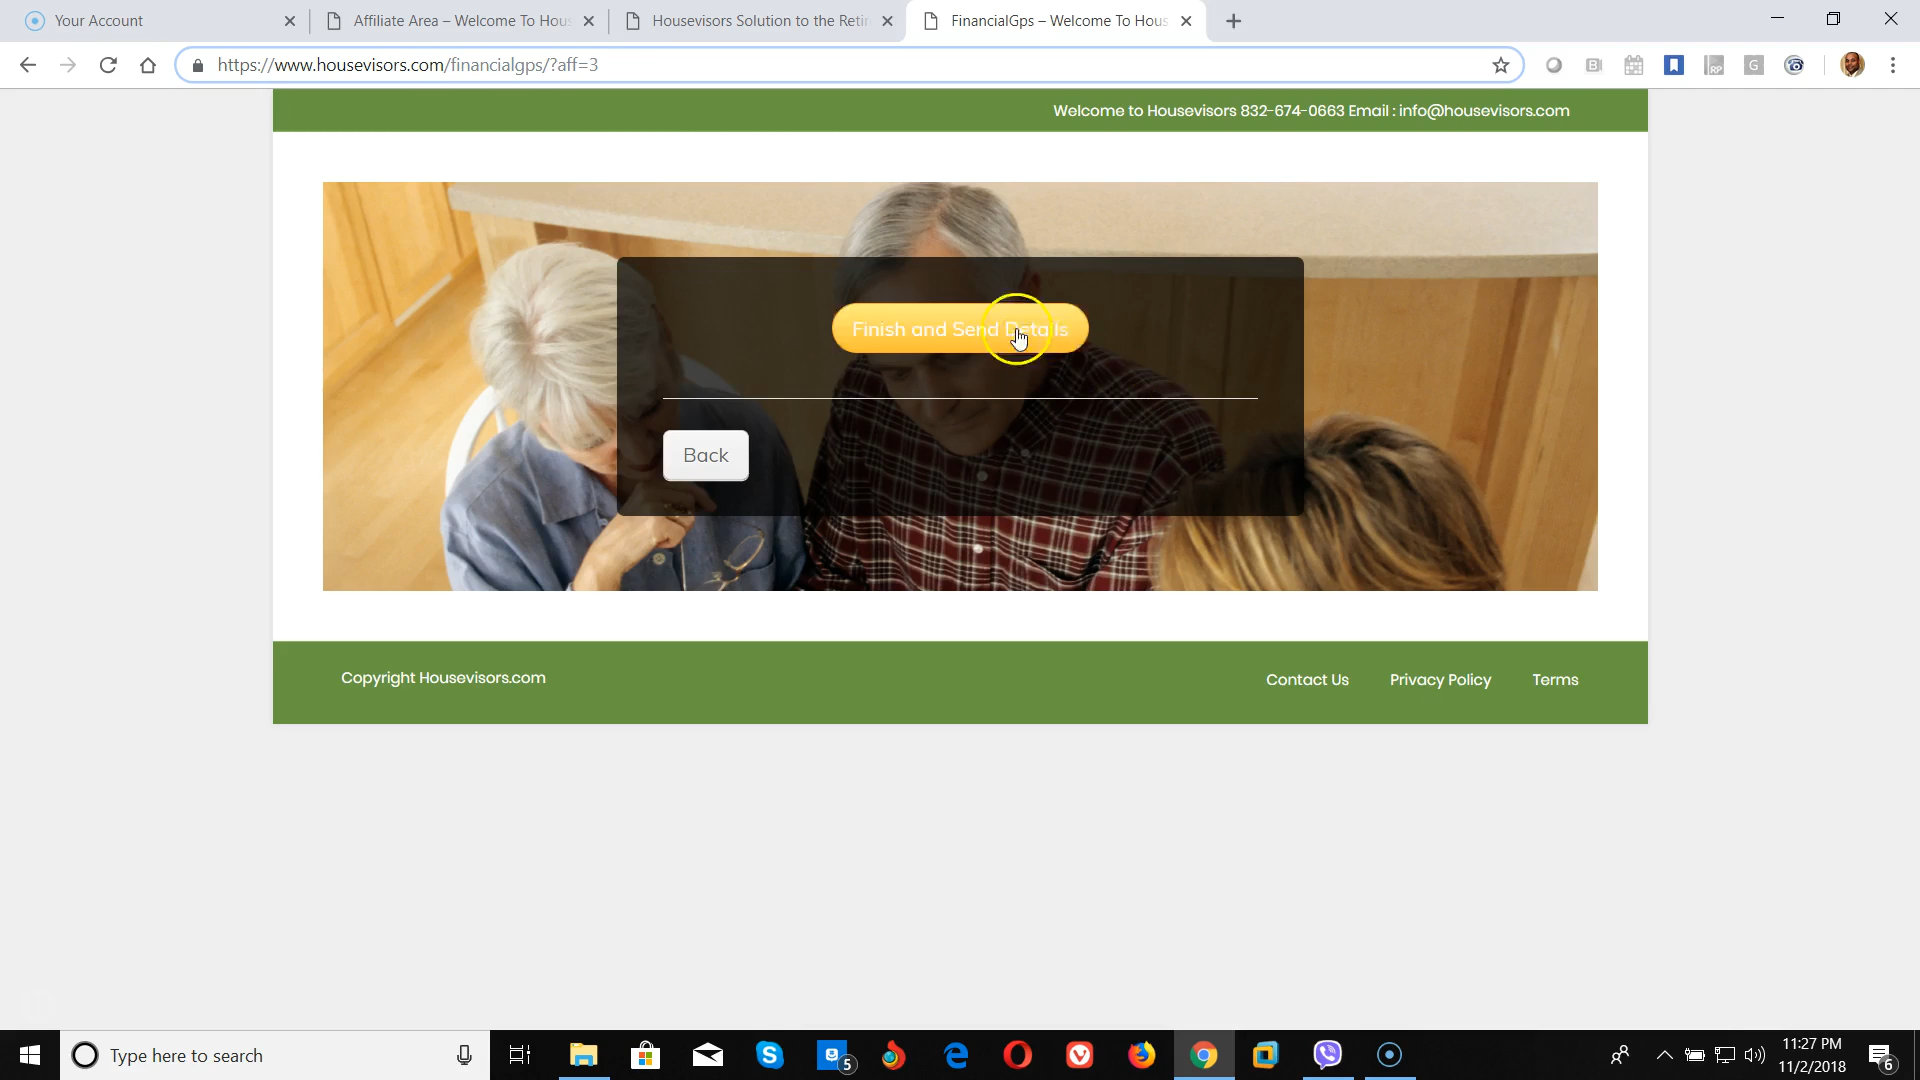 Your Account
Affiliate Area – Welcome To Hous
Housevisors Solution to the Retir
FinancialGps – Welcome To Hous
https://www.housevisors.com/financialgps/?aff=3
Welcome to Housevisors 832-674-0663 Email : info@housevisors.com
Finish and Send Details
Back
Copyright Housevisors.com
Contact Us
Privacy Policy
Terms
Type here to search
5
11:27 PM
11/2/2018
6